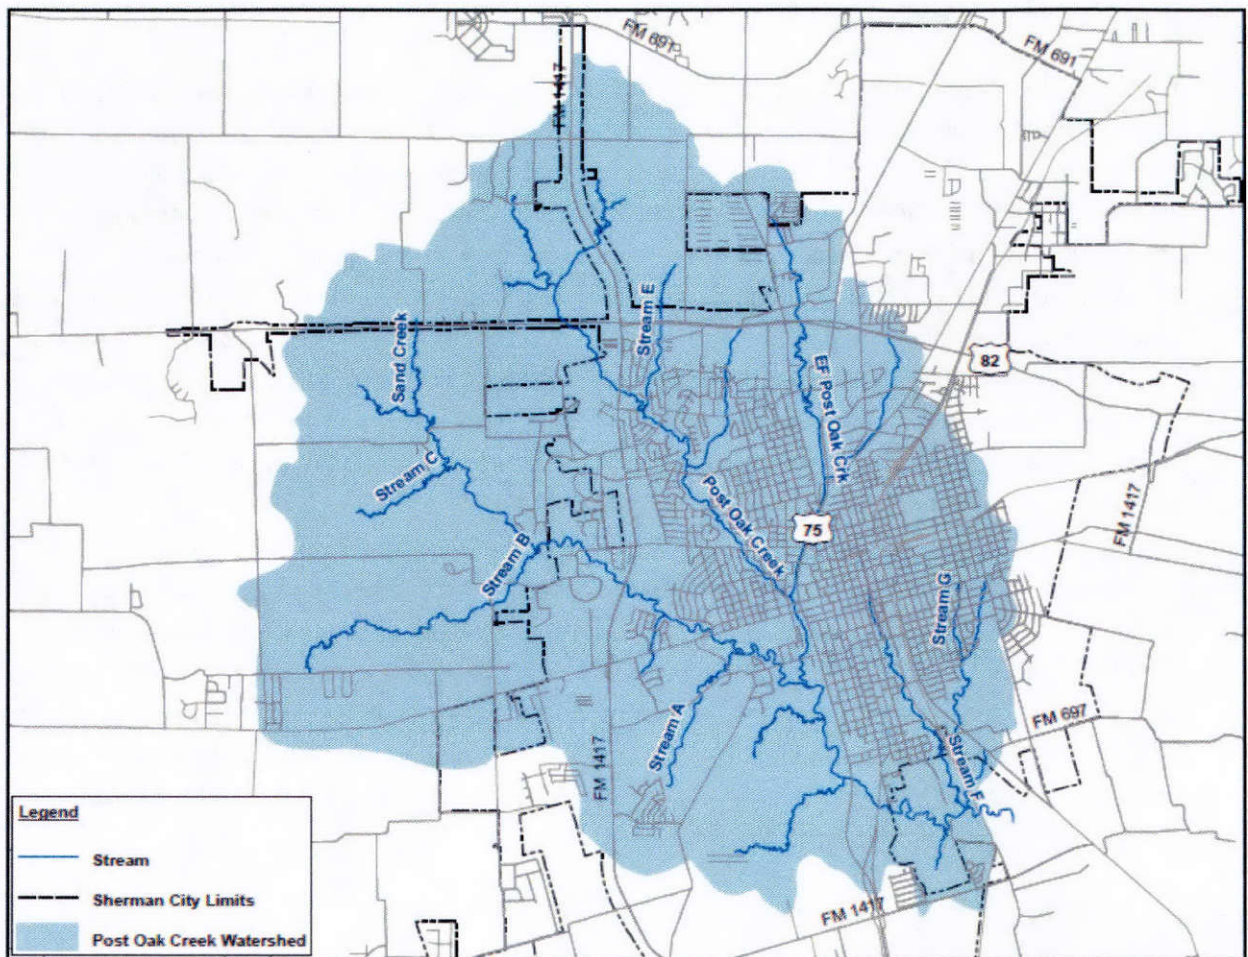 FM 691
FM 691
FM 1417
82
Stream E
Sand Creek
EF Post Oak Crk
Stream C
Post Oak Creek
75
FM 1417
Stream B
Stream G
Stream A
FM 697
Stream F
FM 1417
FM 1417
Legend
Stream
Sherman City Limits
Post Oak Creek Watershed